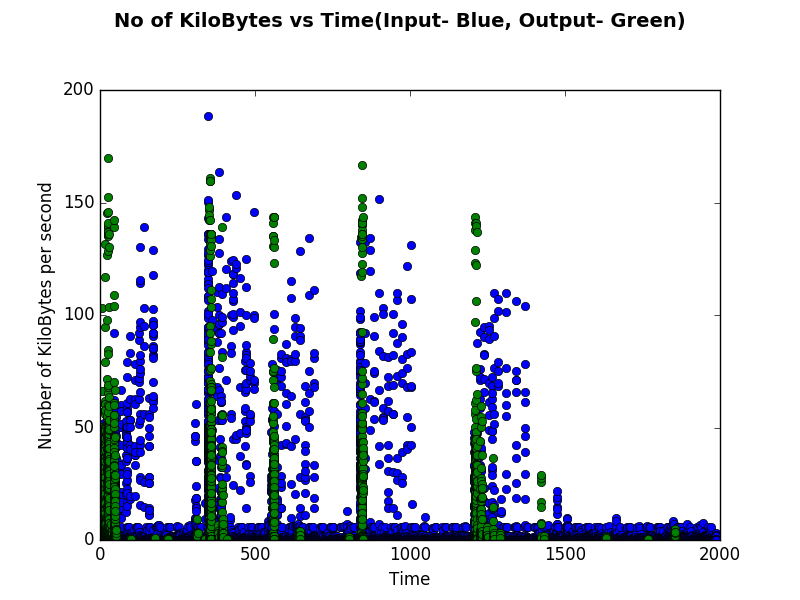 No of KiloBytes vs Time(Input- Blue, Output- Green)
200
150
100
50
0
Number of KiloBytes per second
0 500 1000 1500 2000
Time